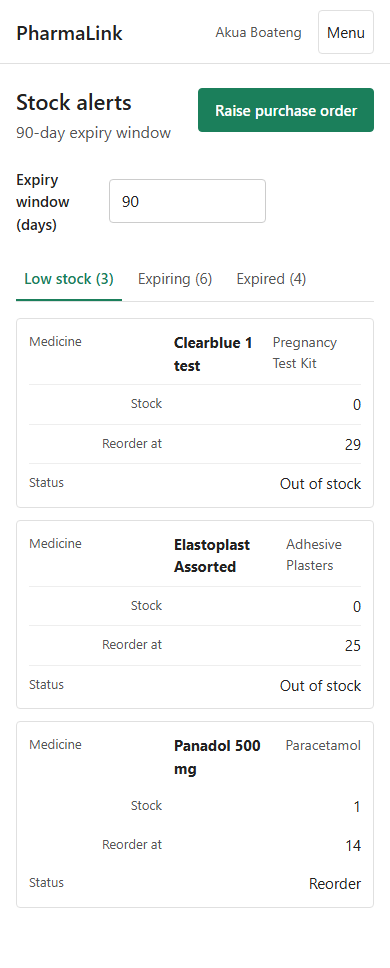 PharmaLink
Akua Boateng
Menu
Stock alerts
90-day expiry window
Raise purchase order
Expiry
window
(days)
90
Low stock (3)
Expiring (6)
Expired (4)
Medicine
Clearblue 1
test
Pregnancy
Test Kit
Stock
0
Reorder at
29
Status
Out of stock
Medicine
Elastoplast
Assorted
Adhesive
Plasters
Stock
0
Reorder at
25
Status
Out of stock
Medicine
Panadol 500
mg
Paracetamol
Stock
1
Reorder at
14
Status
Reorder